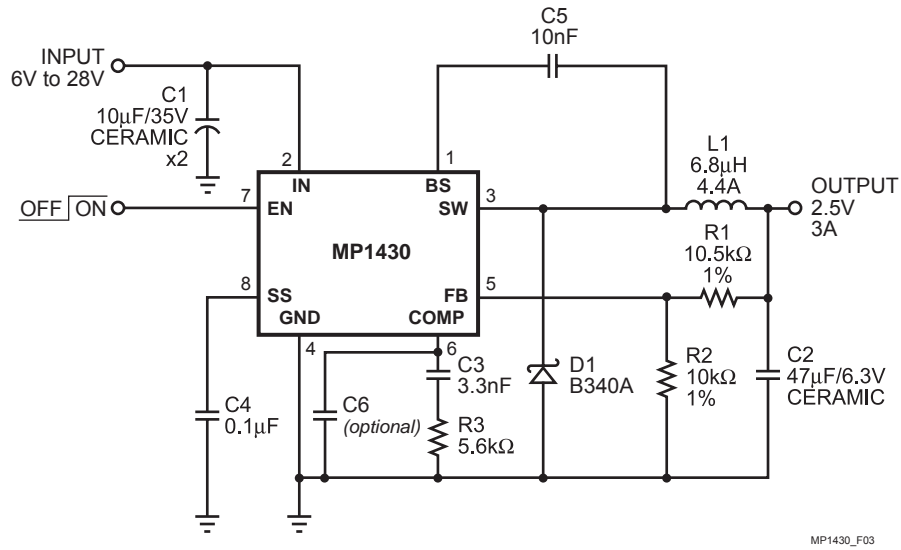 C5
10nF
INPUT
6V to 28V
C1
10μF/35V
CERAMIC
x2
2
1
IN
BS
L1
6.8μH
4.4A
OFF ON
7
EN
SW
3
OUTPUT
2.5V
3A
MP1430
R1
10.5kΩ
1%
8
SS
FB
5
GND
COMP
4
6
C3
3.3nF
D1
B340A
R2
10kΩ
1%
C2
47μF/6.3V
CERAMIC
C4
0.1μF
C6
(optional)
R3
5.6kΩ
MP1430_F03